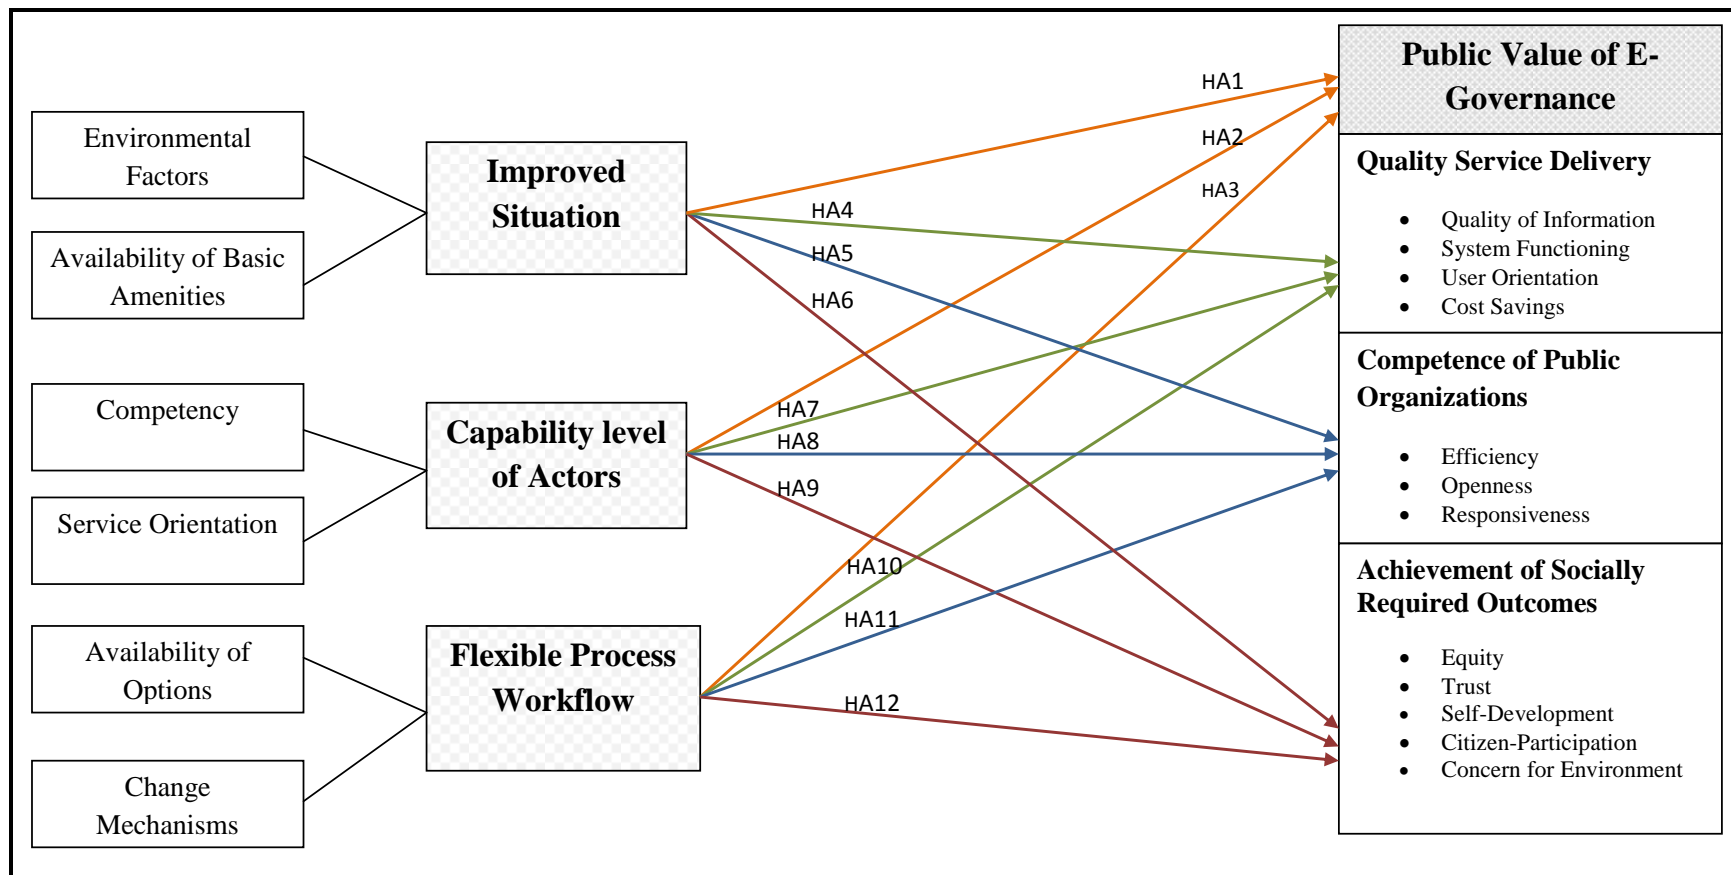 Environmental
Factors
Availability of Basic
Amenities
Competency
Service Orientation
Availability of
Options
Change
Mechanisms
Improved
Situation
Capability level
of Actors
Flexible Process
Workflow
HA1
HA2
HA3
HA4
HA5
HA6
HA7
HA8
HA9
HA10
HA11
HA12
Public Value of E-
Governance
Quality Service Delivery
• Quality of Information
• System Functioning
• User Orientation
• Cost Savings
Competence of Public
Organizations
• Efficiency
• Openness
• Responsiveness
Achievement of Socially
Required Outcomes
• Equity
• Trust
• Self-Development
• Citizen-Participation
• Concern for Environment